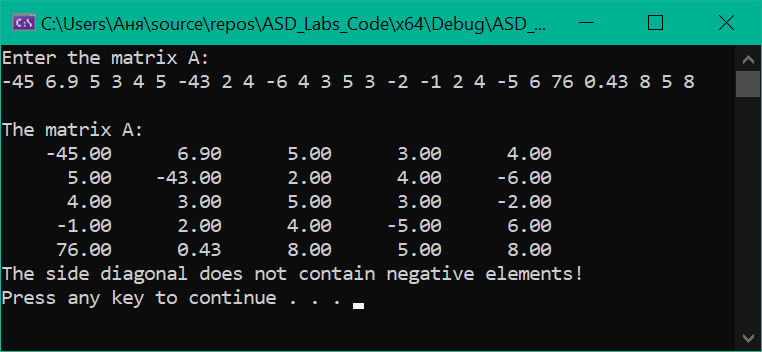 C:\Users\Аня\source\repos\ASD_Labs_Code\x64\Debug\ASD_...
Enter the matrix A:
-45 6.9 5 3 4 5 -43 2 4 -6 4 3 5 3 -2 -1 2 4 -5 6 76 0.43 8 5 8
The matrix A:
-45.00 6.90 5.00 3.00 4.00
5.00 -43.00 2.00 4.00 -6.00
4.00 3.00 5.00 3.00 -2.00
-1.00 2.00 4.00 -5.00 6.00
76.00 0.43 8.00 5.00 8.00
The side diagonal does not contain negative elements!
Press any key to continue . . .